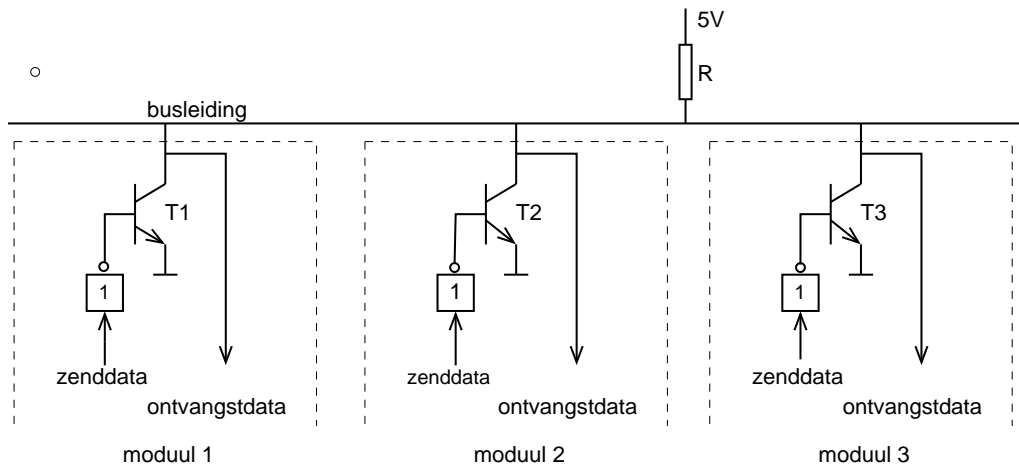 5V
R
busleiding
T1
T2
T3
1
1
1
zenddata
zenddata
zenddata
ontvangstdata
ontvangstdata
ontvangstdata
moduul 1
moduul 2
moduul 3